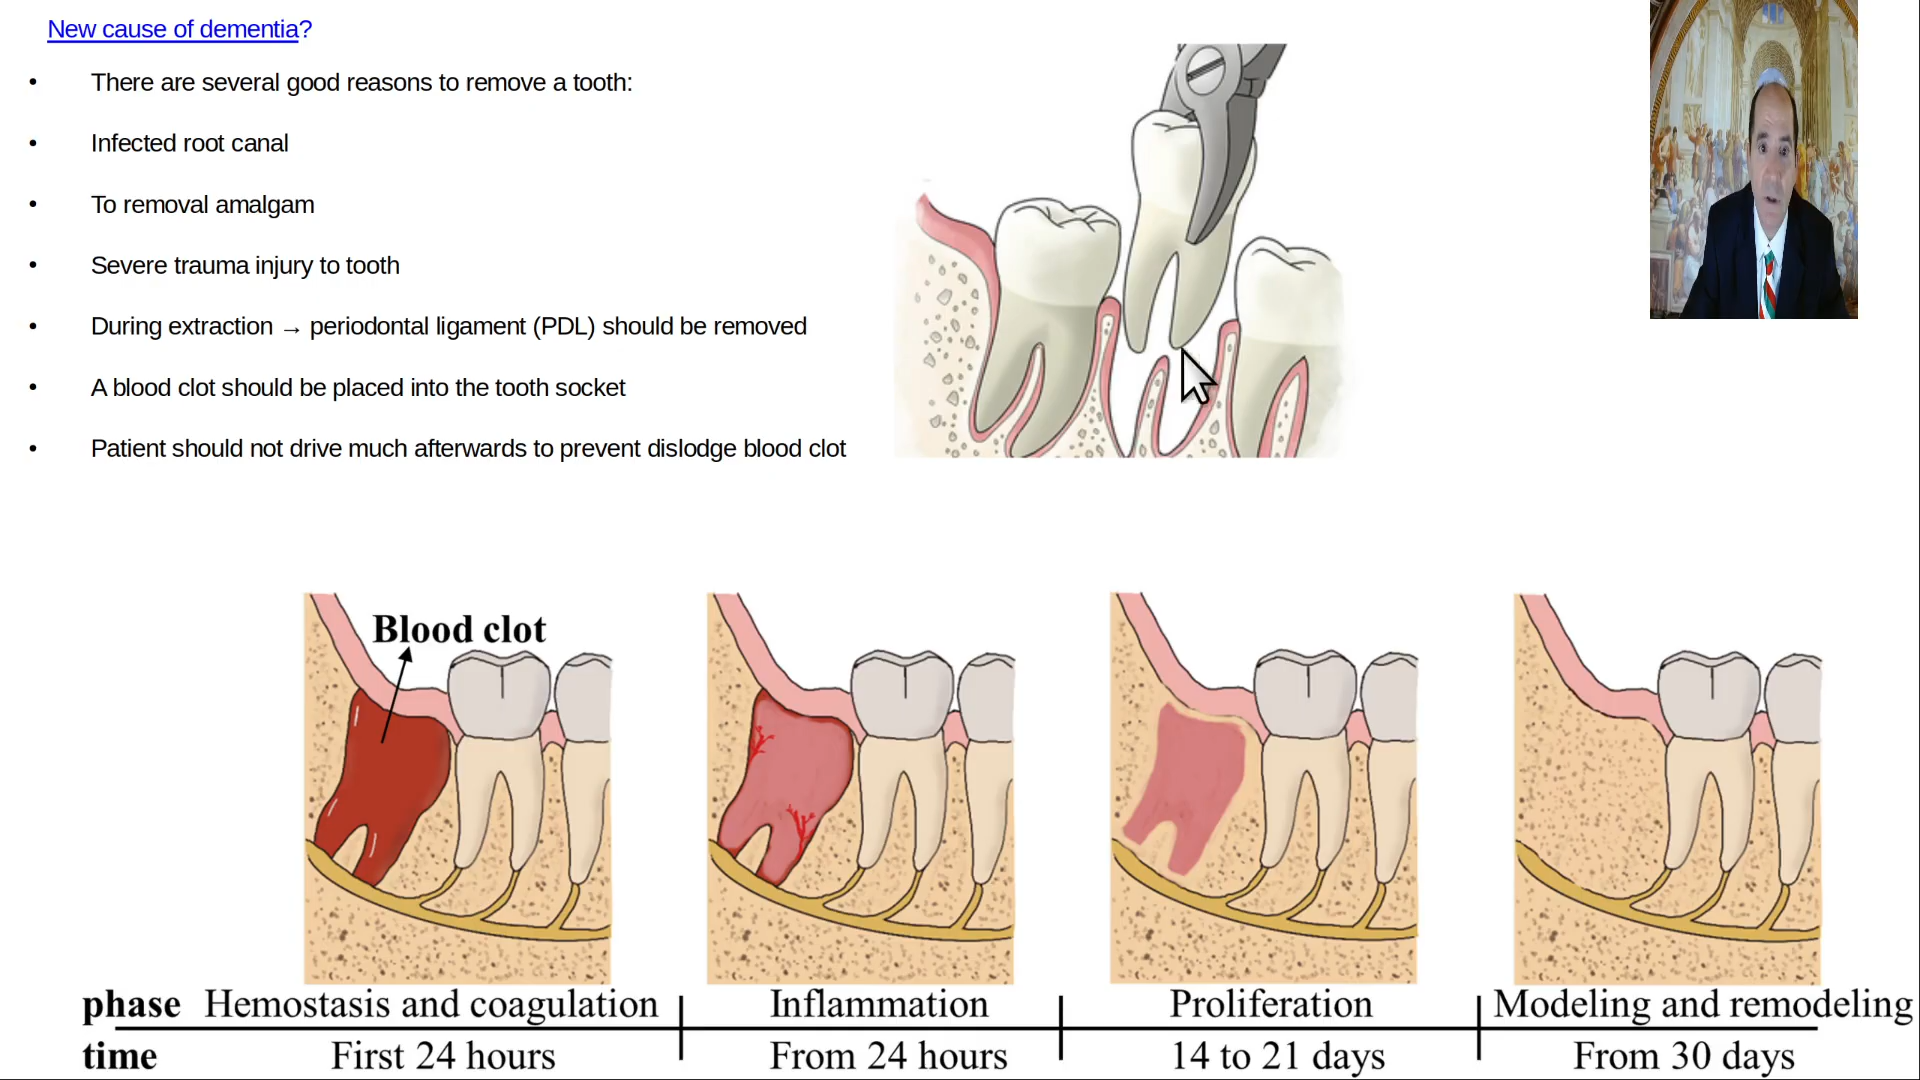 New cause of dementia?
• There are several good reasons to remove a tooth:
• Infected root canal
• To removal amalgam
• Severe trauma injury to tooth
• During extraction → periodontal ligament (PDL) should be removed
• A blood clot should be placed into the tooth socket
• Patient should not drive much afterwards to prevent dislodge blood clot
Blood clot
phase Hemostasis and coagulation Inflammation Proliferation Modeling and remodeling
time First 24 hours From 24 hours 14 to 21 days From 30 days